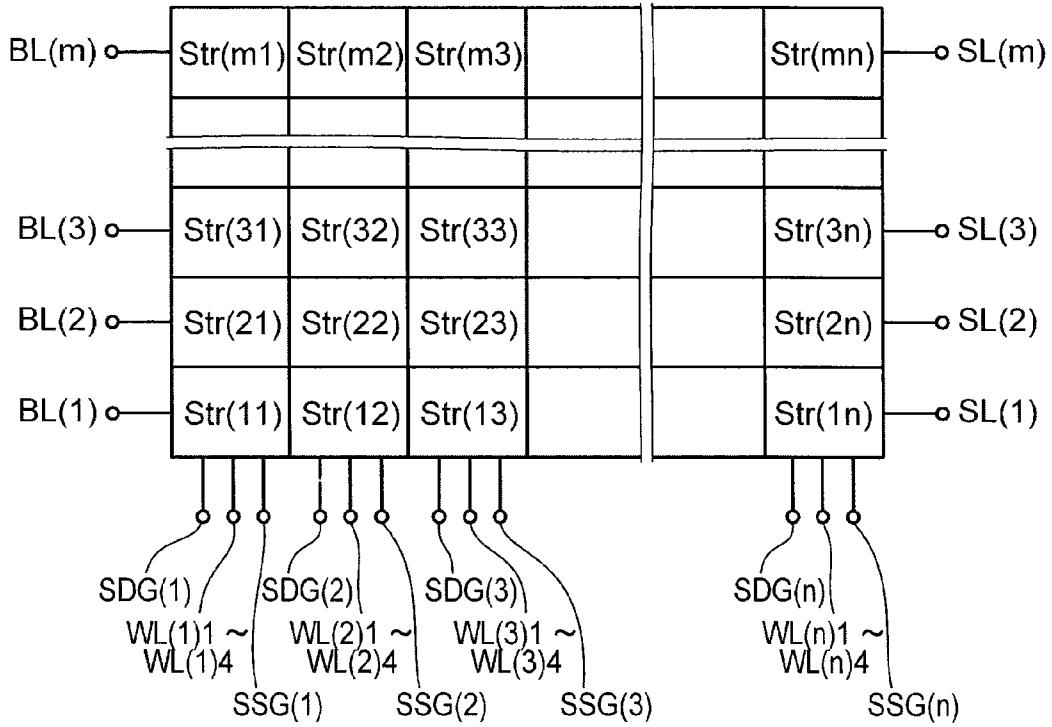 BL(m) Str(m1) Str(m2) Str(m3) Str(mn) SL(m)
BL(3) Str(31) Str(32) Str(33) Str(3n) SL(3)
BL(2) Str(21) Str(22) Str(23) Str(2n) SL(2)
BL(1) Str(11) Str(12) Str(13) Str(1n) SL(1)
SDG(1) SDG(2) SDG(3) SDG(n)
WL(1)1 ~ WL(2)1 ~ WL(3)1 ~ WL(n)1 ~
WL(1)4 WL(2)4 WL(3)4 WL(n)4
SSG(1) SSG(2) SSG(3) SSG(n)